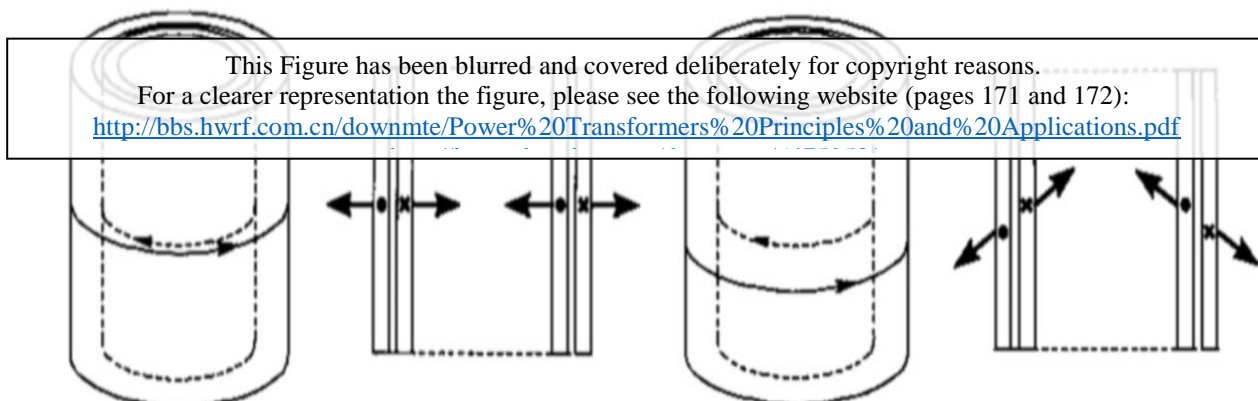 This Figure has been blurred and covered deliberately for copyright reasons.
For a clearer representation the figure, please see the following website (pages 171 and 172):
http://bbs.hwrf.com.cn/downmte/Power%20Transformers%20Principles%20and%20Applications.pdf